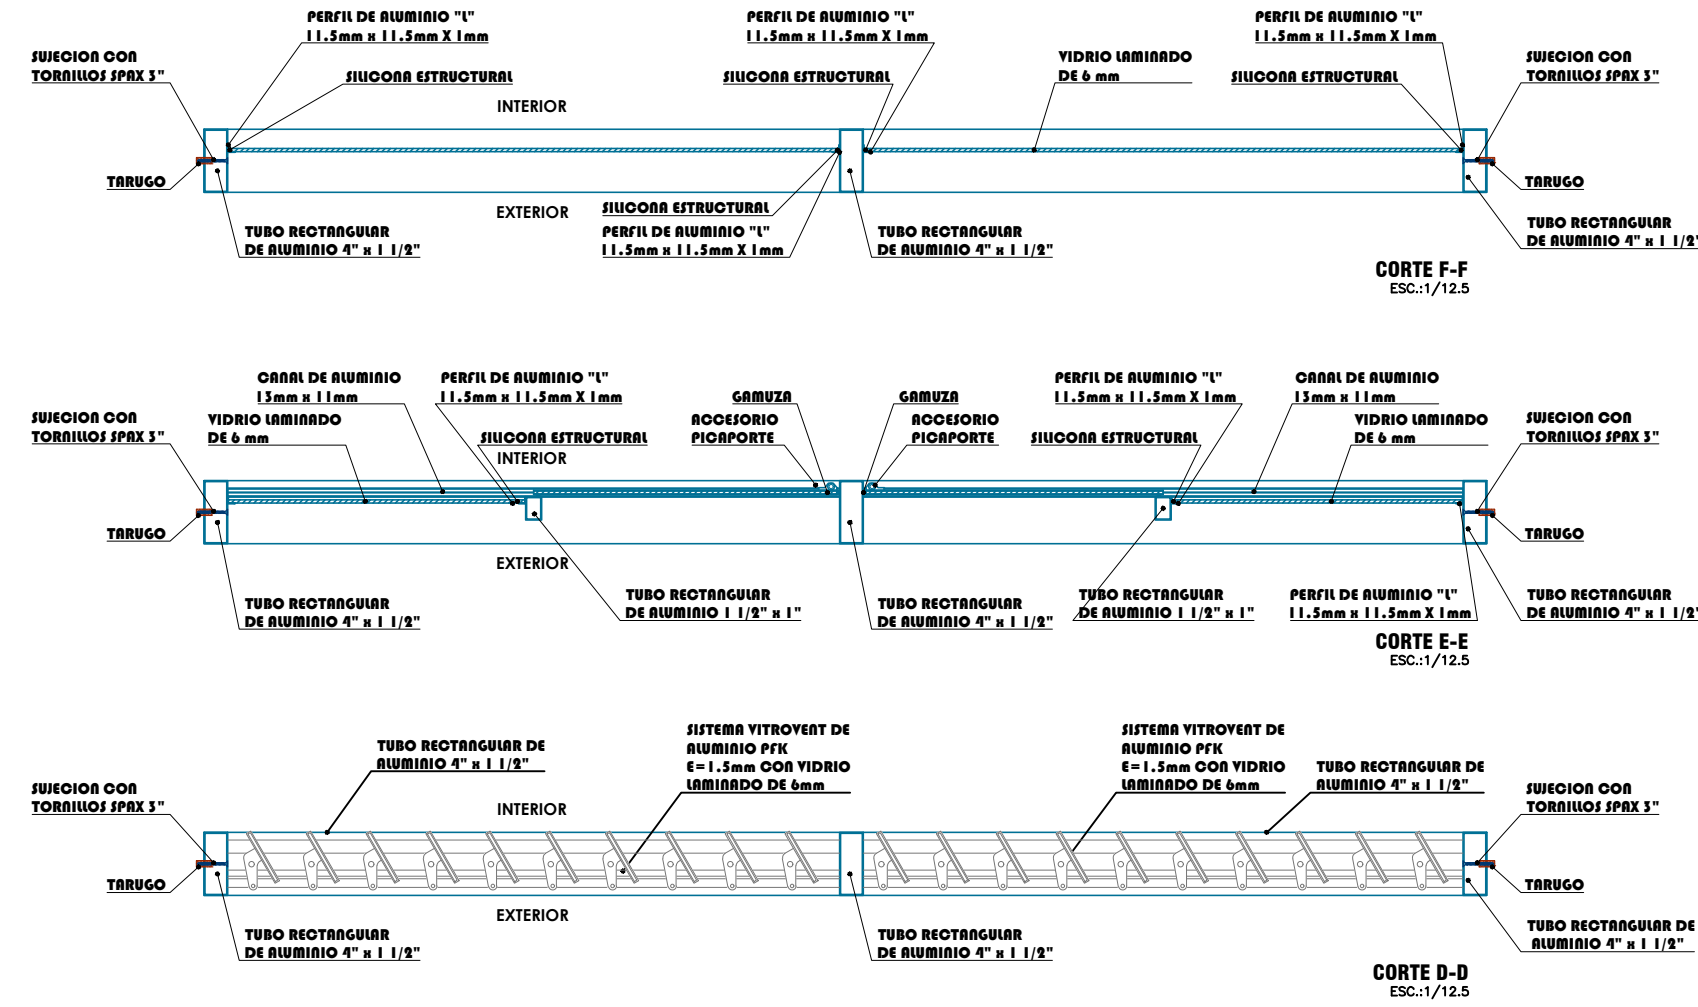 PERFIL DE ALUMINIO "L"
11.5mm x 11.5mm X 1mm
PERFIL DE ALUMINIO "L"
11.5mm x 11.5mm X 1mm
PERFIL DE ALUMINIO "L"
11.5mm x 11.5mm X 1mm
SUJECION CON
TORNILLOS SPAX 3"
SILICONA ESTRUCTURAL
SILICONA ESTRUCTURAL
VIDRIO LAMINADO
DE 6 mm
SILICONA ESTRUCTURAL
SUJECION CON
TORNILLOS SPAX 3"
INTERIOR
TARUGO
TARUGO
EXTERIOR
SILICONA ESTRUCTURAL
PERFIL DE ALUMINIO "L"
11.5mm x 11.5mm X 1mm
TUBO RECTANGULAR
DE ALUMINIO 4" x 1 1/2"
TUBO RECTANGULAR
DE ALUMINIO 4" x 1 1/2"
TUBO RECTANGULAR
DE ALUMINIO 4" x 1 1/2"
CORTE F-F
ESC.:1/12.5
CANAL DE ALUMINIO
13mm x 11mm
PERFIL DE ALUMINIO "L"
11.5mm x 11.5mm X 1mm
GAMUZA
GAMUZA
PERFIL DE ALUMINIO "L"
11.5mm x 11.5mm X 1mm
CANAL DE ALUMINIO
13mm x 11mm
SUJECION CON
TORNILLOS SPAX 3"
VIDRIO LAMINADO
DE 6 mm
SILICONA ESTRUCTURAL
ACCESORIO
PICAPORTE
ACCESORIO
PICAPORTE
SILICONA ESTRUCTURAL
VIDRIO LAMINADO
DE 6 mm
SUJECION CON
TORNILLOS SPAX 3"
INTERIOR
TARUGO
TARUGO
EXTERIOR
TUBO RECTANGULAR
DE ALUMINIO 4" x 1 1/2"
TUBO RECTANGULAR
DE ALUMINIO 1 1/2" x 1"
TUBO RECTANGULAR
DE ALUMINIO 4" x 1 1/2"
TUBO RECTANGULAR
DE ALUMINIO 1 1/2" x 1"
PERFIL DE ALUMINIO "L"
11.5mm x 11.5mm X 1mm
TUBO RECTANGULAR
DE ALUMINIO 4" x 1 1/2"
CORTE E-E
ESC.:1/12.5
TUBO RECTANGULAR DE
ALUMINIO 4" x 1 1/2"
SISTEMA VITROVENT DE
ALUMINIO PFK
E=1.5mm CON VIDRIO
LAMINADO DE 6mm
SISTEMA VITROVENT DE
ALUMINIO PFK
E=1.5mm CON VIDRIO
LAMINADO DE 6mm
TUBO RECTANGULAR DE
ALUMINIO 4" x 1 1/2"
SUJECION CON
TORNILLOS SPAX 3"
SUJECION CON
TORNILLOS SPAX 3"
INTERIOR
TARUGO
TARUGO
EXTERIOR
TUBO RECTANGULAR
DE ALUMINIO 4" x 1 1/2"
TUBO RECTANGULAR
DE ALUMINIO 4" x 1 1/2"
TUBO RECTANGULAR DE
ALUMINIO 4" x 1 1/2"
CORTE D-D
ESC.:1/12.5